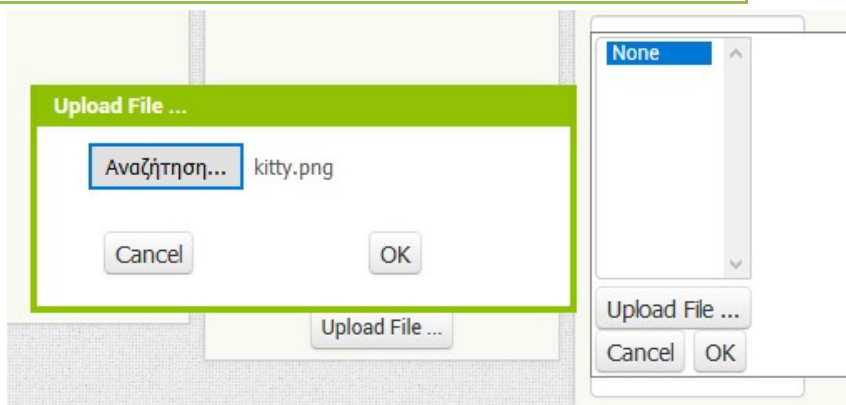 Upload File ...
Αναζήτηση... kitty.png
Cancel OK
Upload File ...
None
Upload File ...
Cancel OK